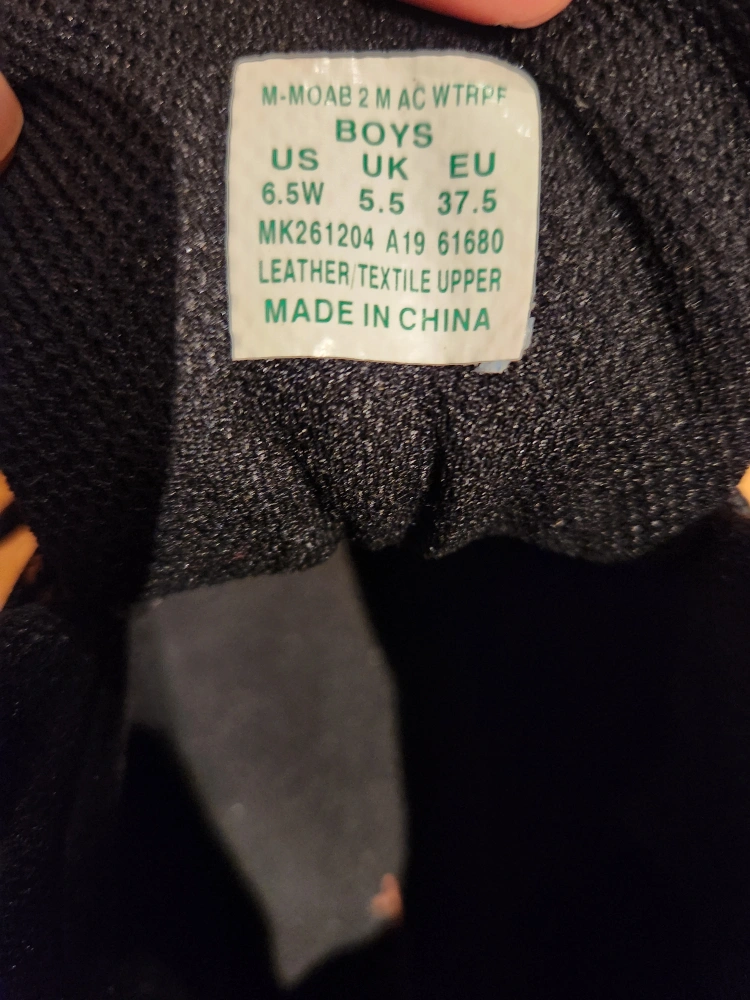 M-MOAB 2 M AC WTRPF
BOYS
US UK EU
6.5W 5.5 37.5
MK261204 A19 61680
LEATHER/TEXTILE UPPER
MADE IN CHINA